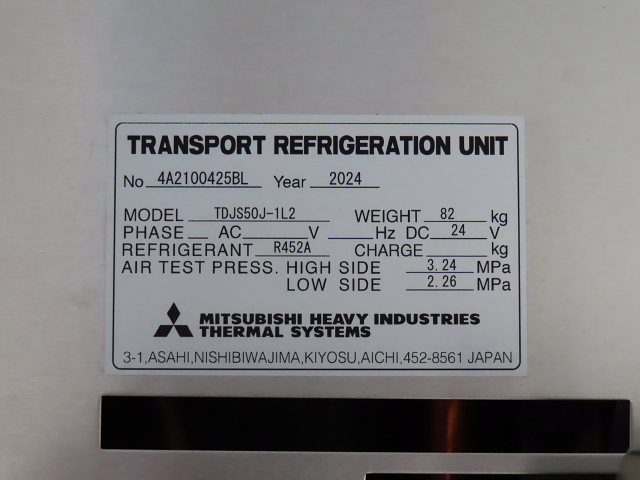 TRANSPORT REFRIGERATION UNIT
No 4A2100425BL Year 2024
MODEL TDJS50J-1L2 WEIGHT 82 kg
PHASE AC V Hz DC 24 V
REFRIGERANT R452A CHARGE kg
AIR TEST PRESS. HIGH SIDE 3.24 MPa
LOW SIDE 2.26 MPa
MITSUBISHI HEAVY INDUSTRIES
THERMAL SYSTEMS
3-1,ASAHI,NISHIBIWAJIMA,KIYOSU,AICHI,452-8561 JAPAN